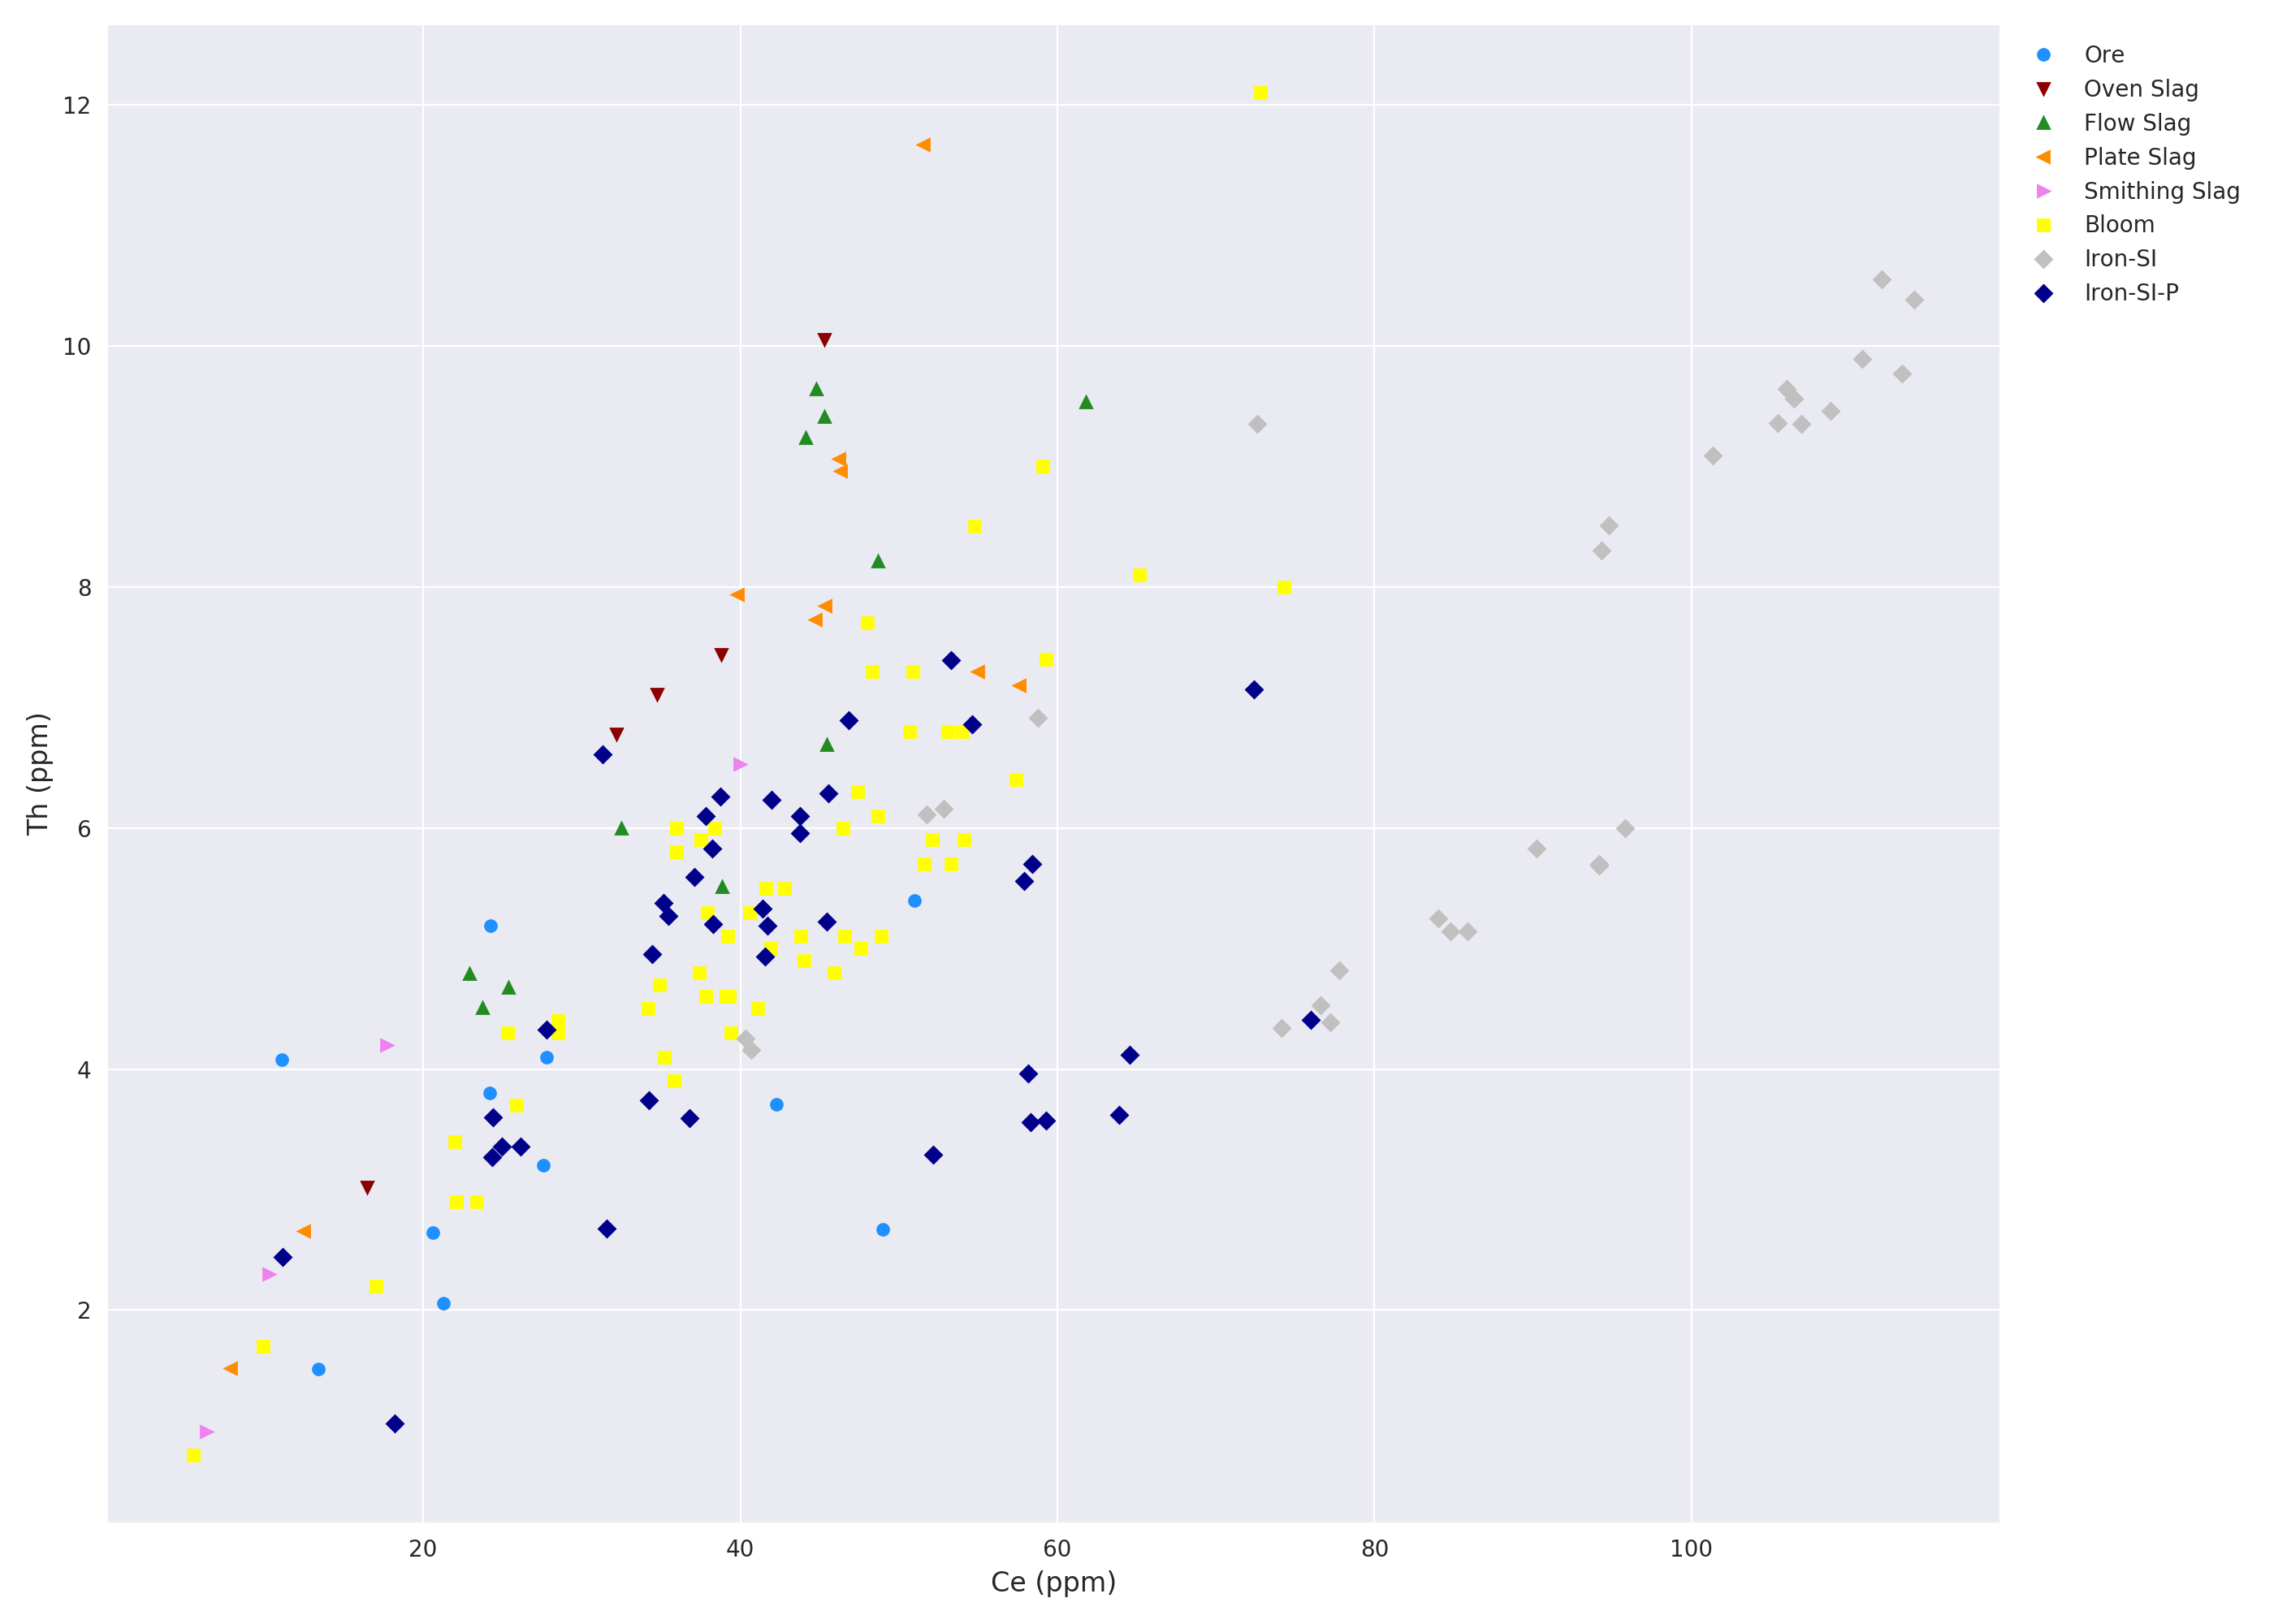 Ore
Oven Slag
Flow Slag
Plate Slag
Smithing Slag
Bloom
Iron-SI
Iron-SI-P
12
10
8
6
4
2
Th (ppm)
20 40 60 80 100
Ce (ppm)